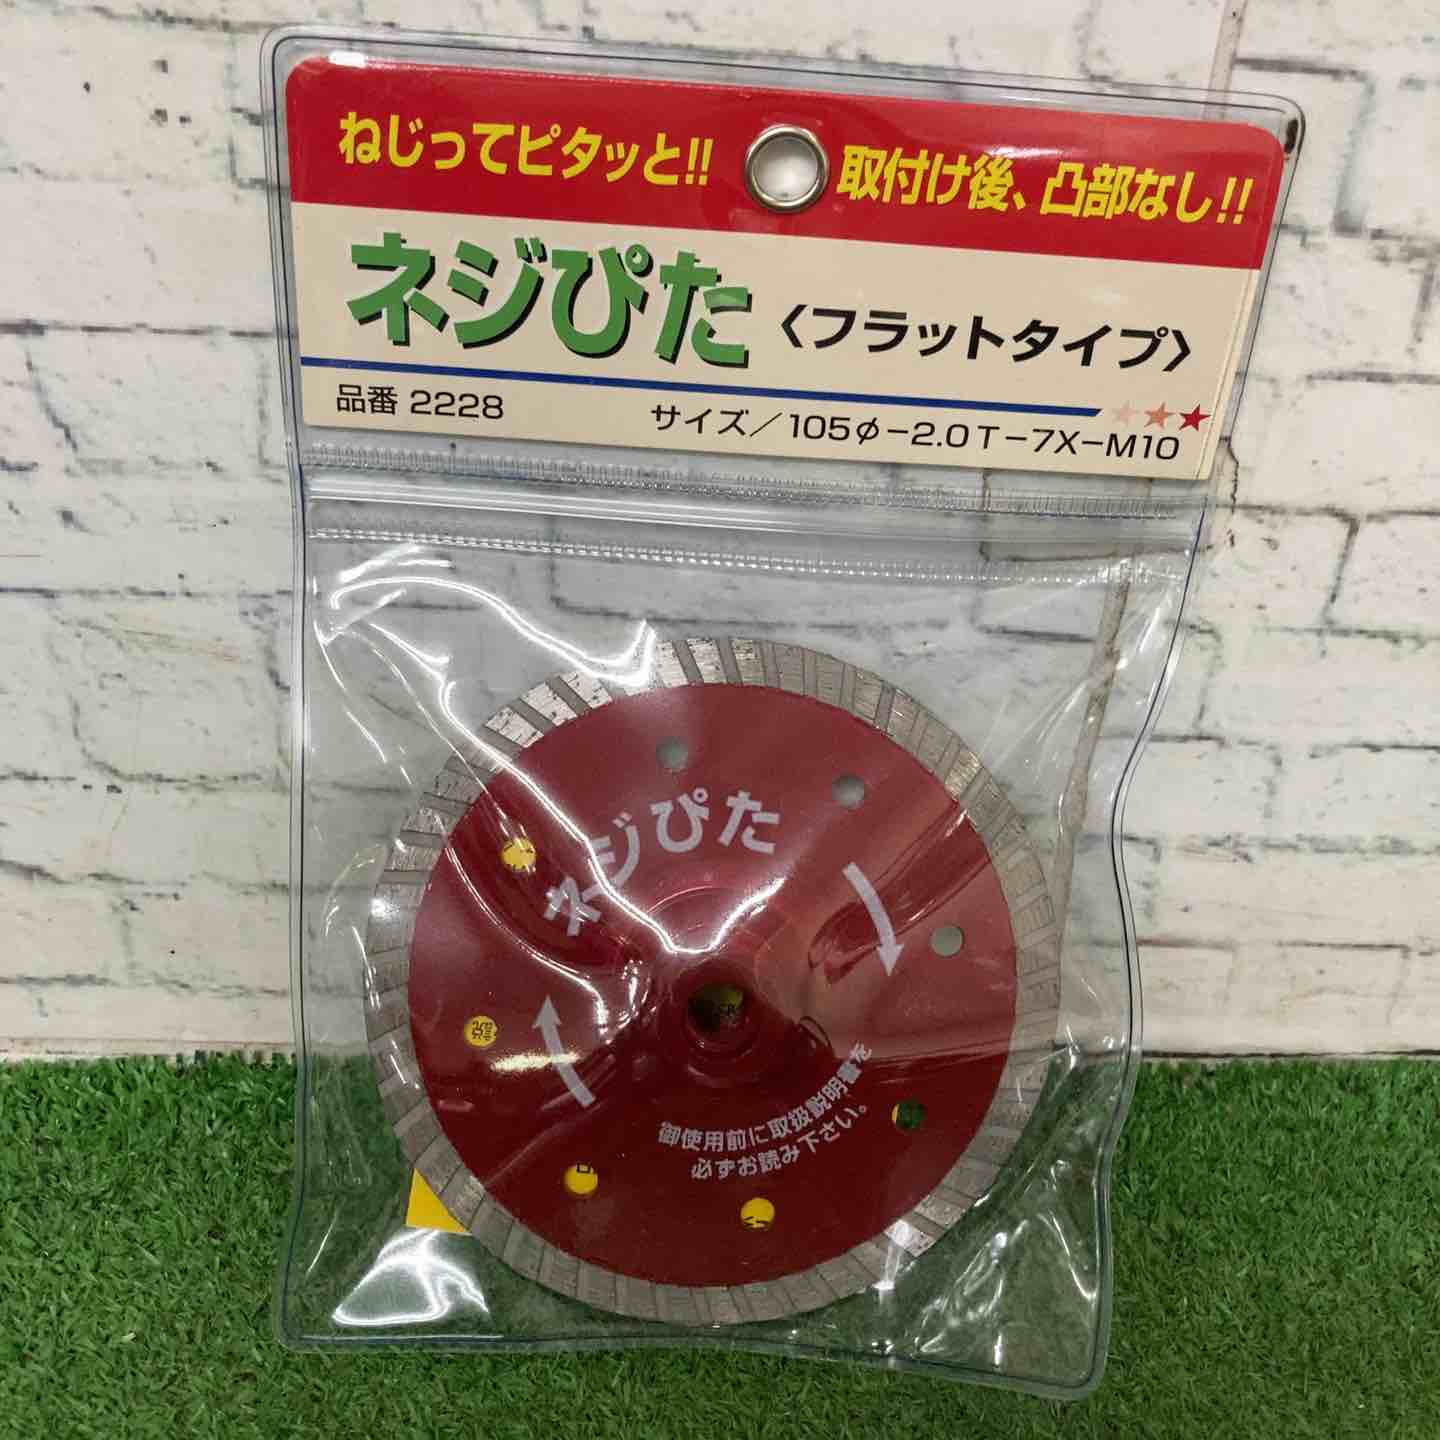 ねじってピタッと!!
取付け後、凸部なし!!
ネジぴた〈フラットタイプ〉
品番 2228
サイズ／105φ－2.0T－7X－M10
ネジぴた
御使用前に取扱説明書を
必ずお読み下さい。